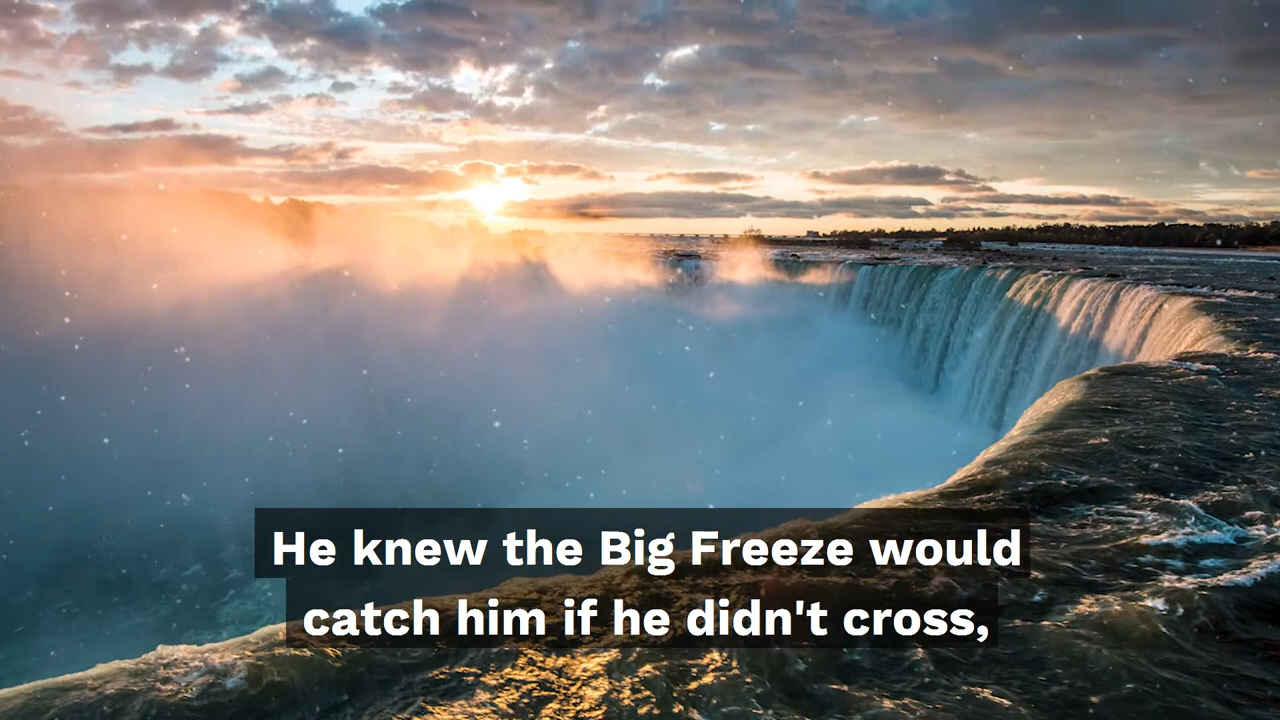 He knew the Big Freeze would
catch him if he didn't cross,